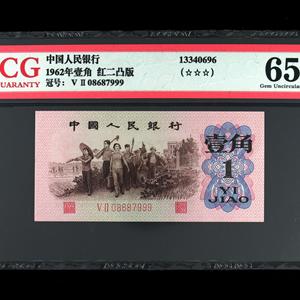 CG
GUARANTY
中国人民银行
1962年壹角 红二凸版
冠号: V II 08687999
13340696
(☆☆☆)
65
Gem Uncirculat
中國人民銀行
壹角
1
YI
JIAO
V II 08687999